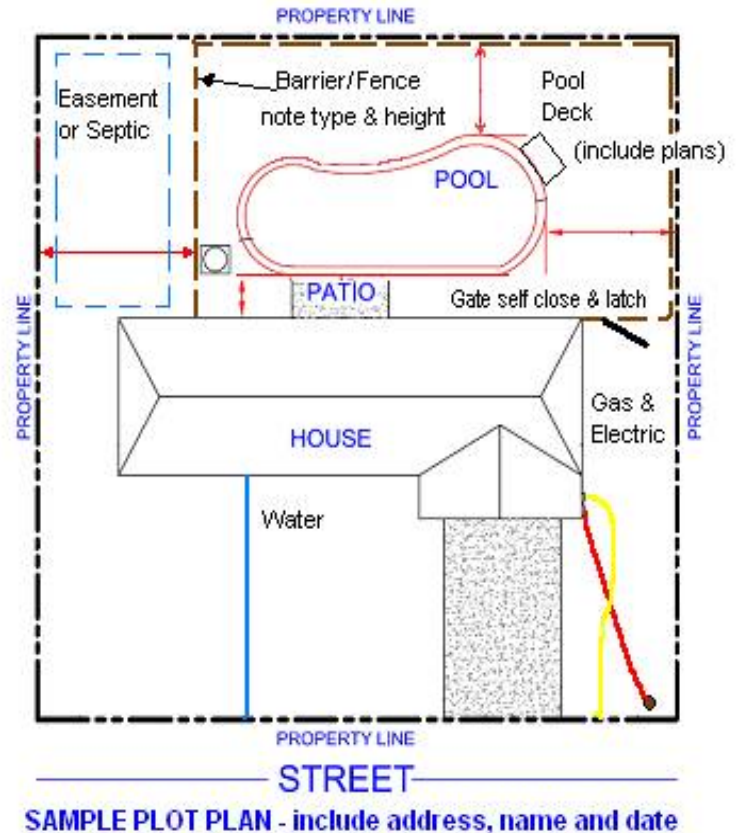 PROPERTY LINE
Easement
or Septic
Barrier/Fence
note type & height
Pool
Deck
(include plans)
POOL
PATIO
Gate self close & latch
PROPERTY LINE
PROPERTY LINE
HOUSE
Gas &
Electric
Water
PROPERTY LINE
STREET
SAMPLE PLOT PLAN - include address, name and date